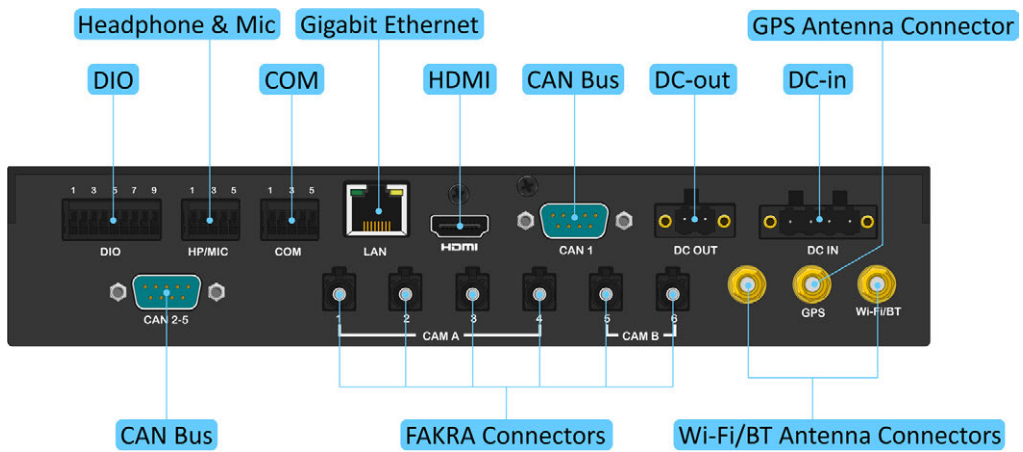 Headphone & Mic
Gigabit Ethernet
GPS Antenna Connector
DIO
COM
HDMI
CAN Bus
DC-out
DC-in
1 3 5 7 9
1 3 5
1 3 5
DIO
HP/MIC
COM
LAN
HDMI
CAN 1
DC OUT
DC IN
CAN 2-5
1 2 3 4 5 6
CAM A
CAM B
GPS
Wi-Fi/BT
CAN Bus
FAKRA Connectors
Wi-Fi/BT Antenna Connectors